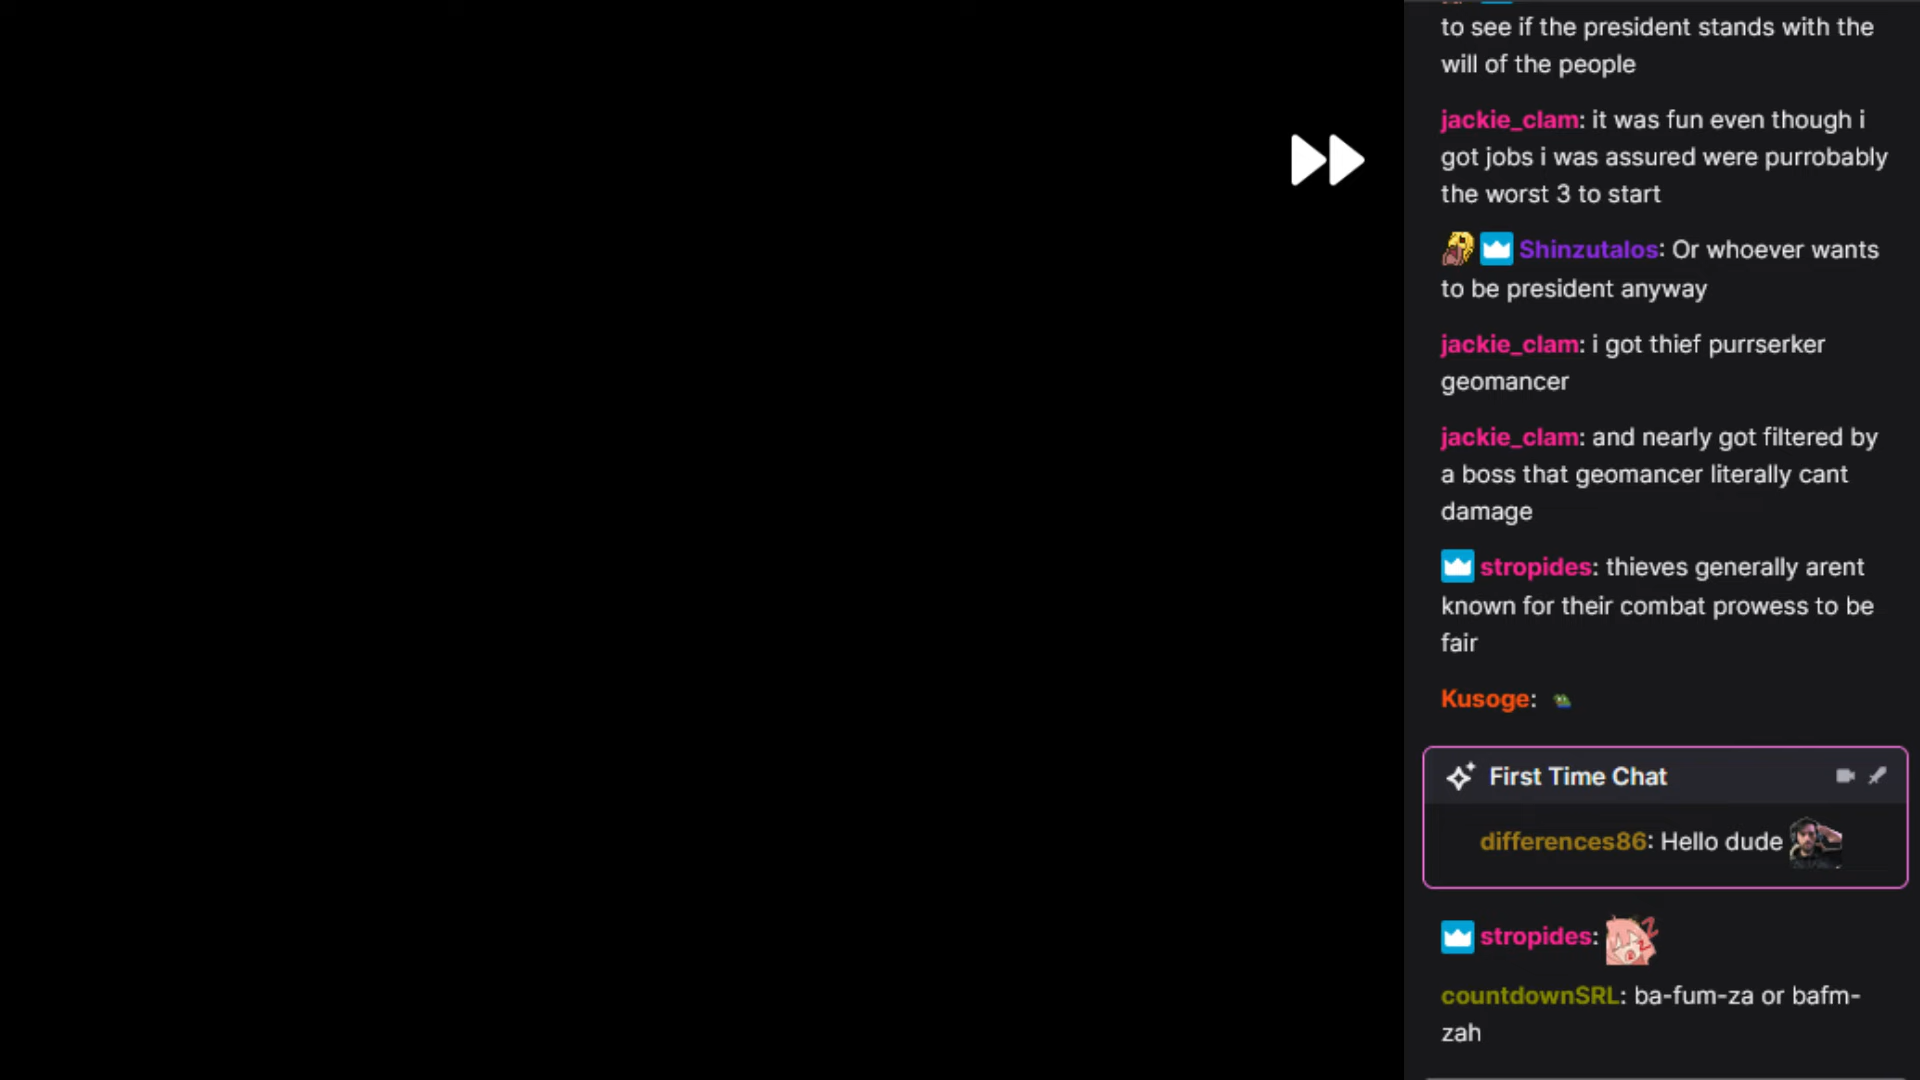 to see if the president stands with the
will of the people
jackie_clam: it was fun even though i
got jobs i was assured were purrobably
the worst 3 to start
Shinzutalos: Or whoever wants
to be president anyway
jackie_clam: i got thief purrserker
geomancer
jackie_clam: and nearly got filtered by
a boss that geomancer literally cant
damage
stropides: thieves generally arent
known for their combat prowess to be
fair
Kusoge:
First Time Chat
differences86: Hello dude
stropides:
countdownSRL: ba-fum-za or bafm-
zah